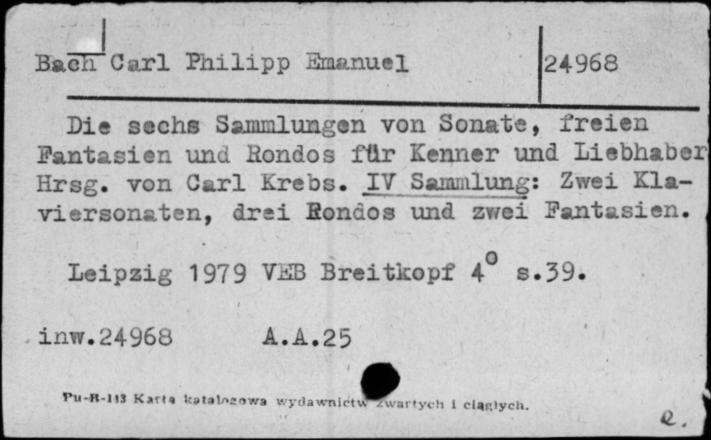 Bach Carl Philipp Emanuel 24968
Die sechs Sammlungen von Sonate, freien
Fantasien und Rondos für Kenner und Liebhaber
Hrsg. von Carl Krebs. IV Sammlung: Zwei Kla-
viersonaten, drei Rondos und zwei Fantasien.
Leipzig 1979 VEB Breitkopf 4° s.39.
inw.24968 A.A.25
Pu-R-113 Karta katalogowa wydawnictw zwartych i ciągłych.
e.